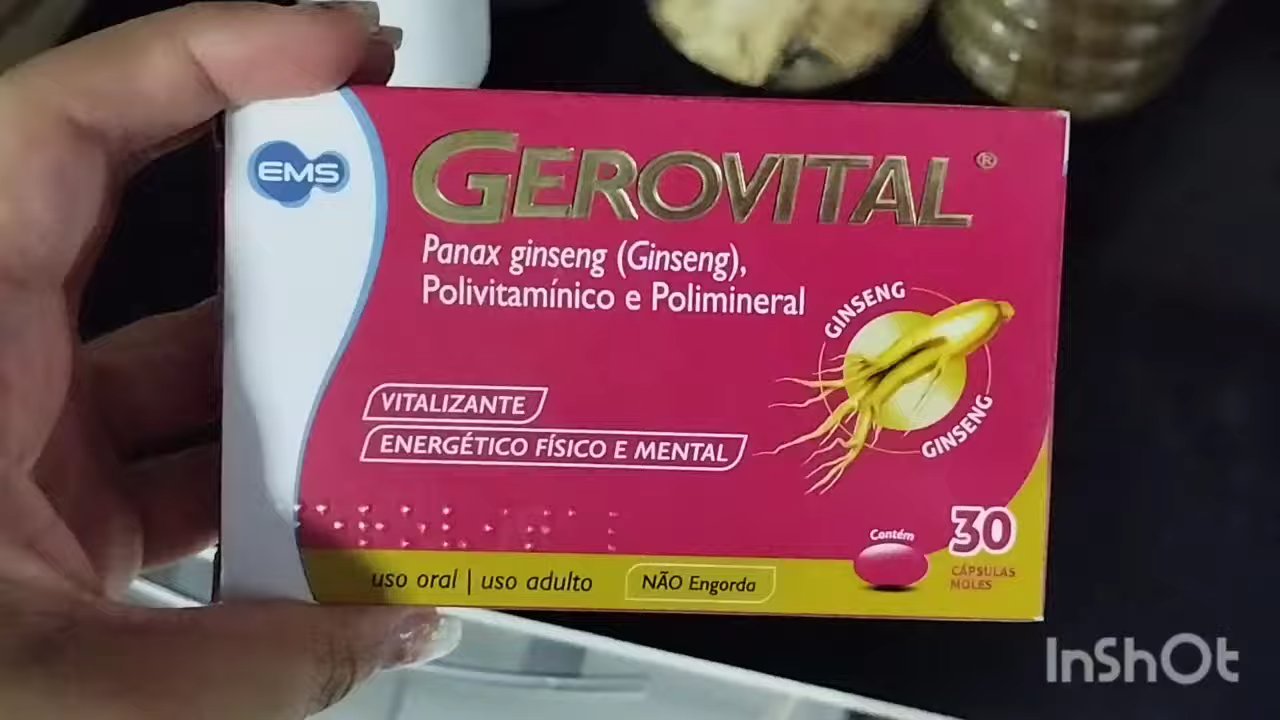 EMS
GEROVITAL®
Panax ginseng (Ginseng),
Polivitamínico e Polimineral
GINSENG
GINSENG
VITALIZANTE
ENERGÉTICO FÍSICO E MENTAL
Contém
30
CÁPSULAS
MOLES
uso oral | uso adulto
NÃO Engorda
InShOt